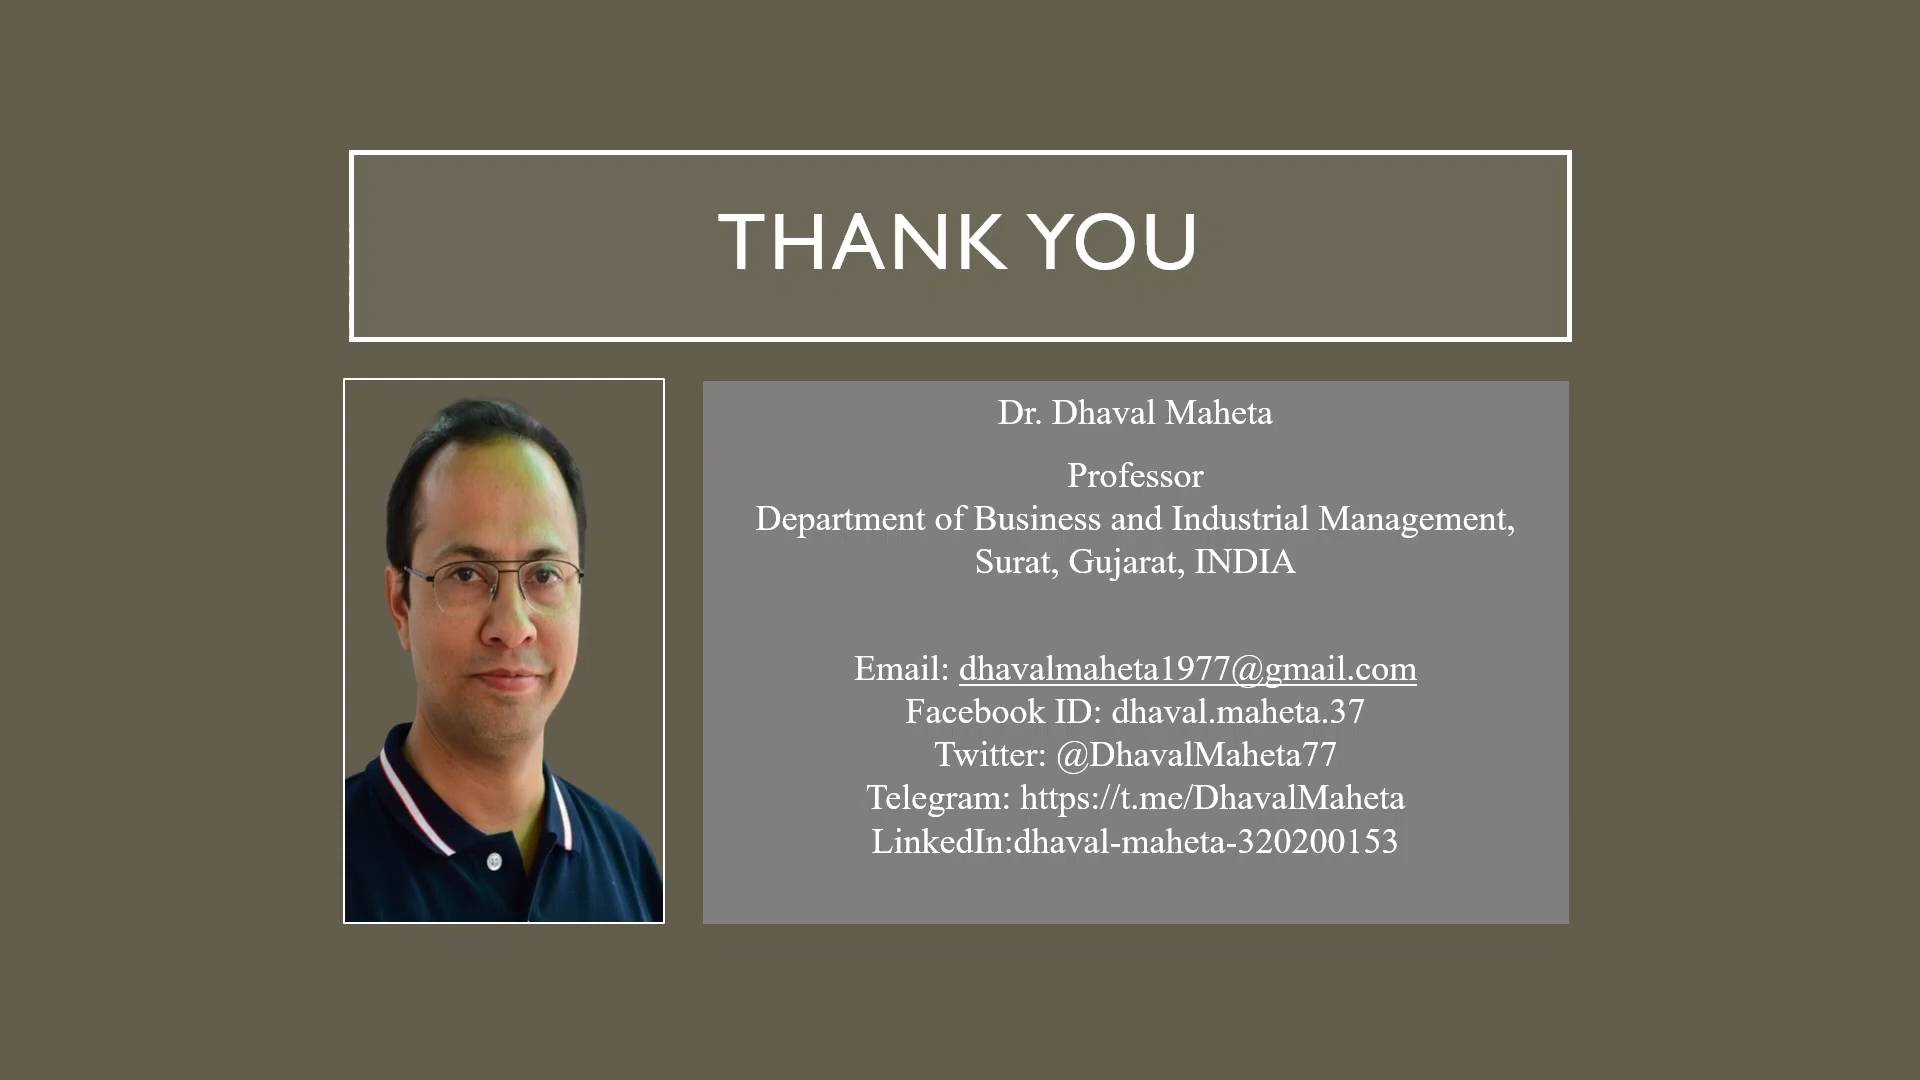 THANK YOU
Dr. Dhaval Maheta
Professor
Department of Business and Industrial Management,
Surat, Gujarat, INDIA
Email: dhavalmaheta1977@gmail.com
Facebook ID: dhaval.maheta.37
Twitter: @DhavalMaheta77
Telegram: https://t.me/DhavalMaheta
LinkedIn:dhaval-maheta-320200153